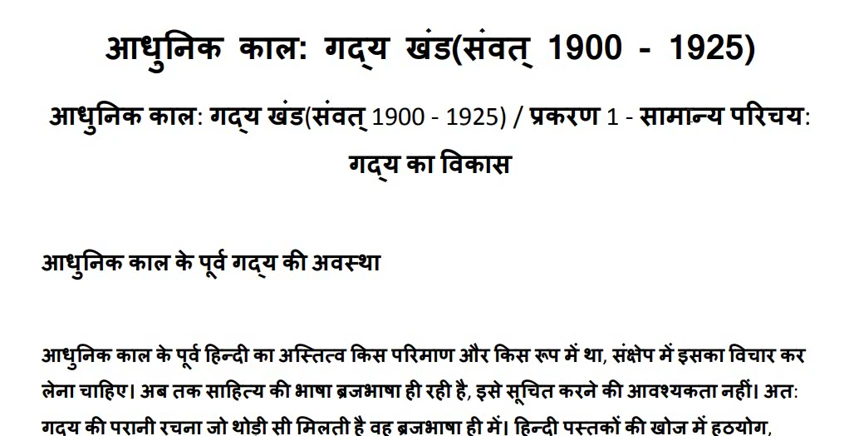 आधुनिक काल: गद्य खंड(संवत् 1900 - 1925)
आधुनिक काल: गद्य खंड(संवत् 1900 - 1925) / प्रकरण 1 - सामान्य परिचय:
गद्य का विकास
आधुनिक काल के पूर्व गद्य की अवस्था
आधुनिक काल के पूर्व हिन्दी का अस्तित्व किस परिमाण और किस रूप में था, संक्षेप में इसका विचार कर
लेना चाहिए। अब तक साहित्य की भाषा ब्रजभाषा ही रही है, इसे सूचित करने की आवश्यकता नहीं। अत:
गद्य की पुरानी रचना जो थोड़ी सी मिलती है वह ब्रजभाषा ही में। हिन्दी पुस्तकों की खोज में हठयोग,